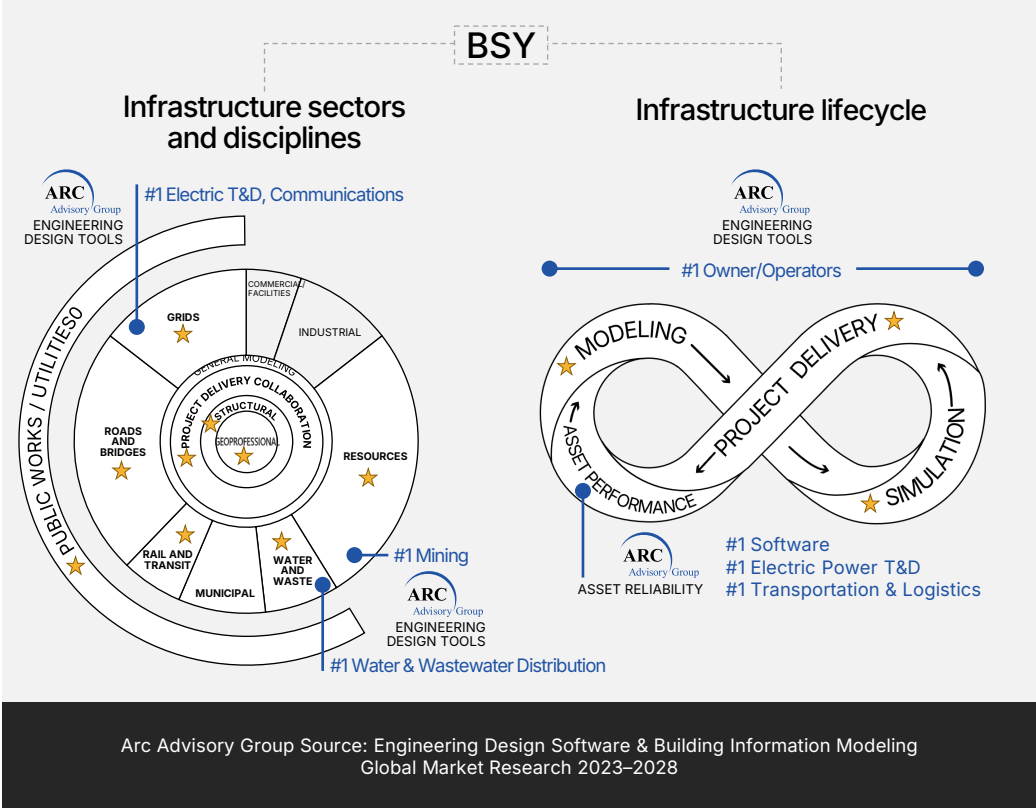 BSY
Infrastructure sectors
and disciplines
ARC
Advisory Group
ENGINEERING
DESIGN TOOLS
#1 Electric T&D, Communications
PUBLIC WORKS / UTILITIES0
COMMERCIAL/
FACILITIES
INDUSTRIAL
GRIDS
GENERAL MODELING
PROJECT DELIVERY COLLABORATION
STRUCTURAL
GEOPROFESSIONAL
ROADS
AND
BRIDGES
RESOURCES
RAIL AND
TRANSIT
MUNICIPAL
WATER
AND
WASTE
#1 Mining
ARC
Advisory Group
ENGINEERING
DESIGN TOOLS
#1 Water & Wastewater Distribution
Infrastructure lifecycle
ARC
Advisory Group
ENGINEERING
DESIGN TOOLS
#1 Owner/Operators
MODELING
PROJECT DELIVERY
SIMULATION
ASSET PERFORMANCE
ARC
Advisory Group
ASSET RELIABILITY
#1 Software
#1 Electric Power T&D
#1 Transportation & Logistics
Arc Advisory Group Source: Engineering Design Software & Building Information Modeling
Global Market Research 2023–2028